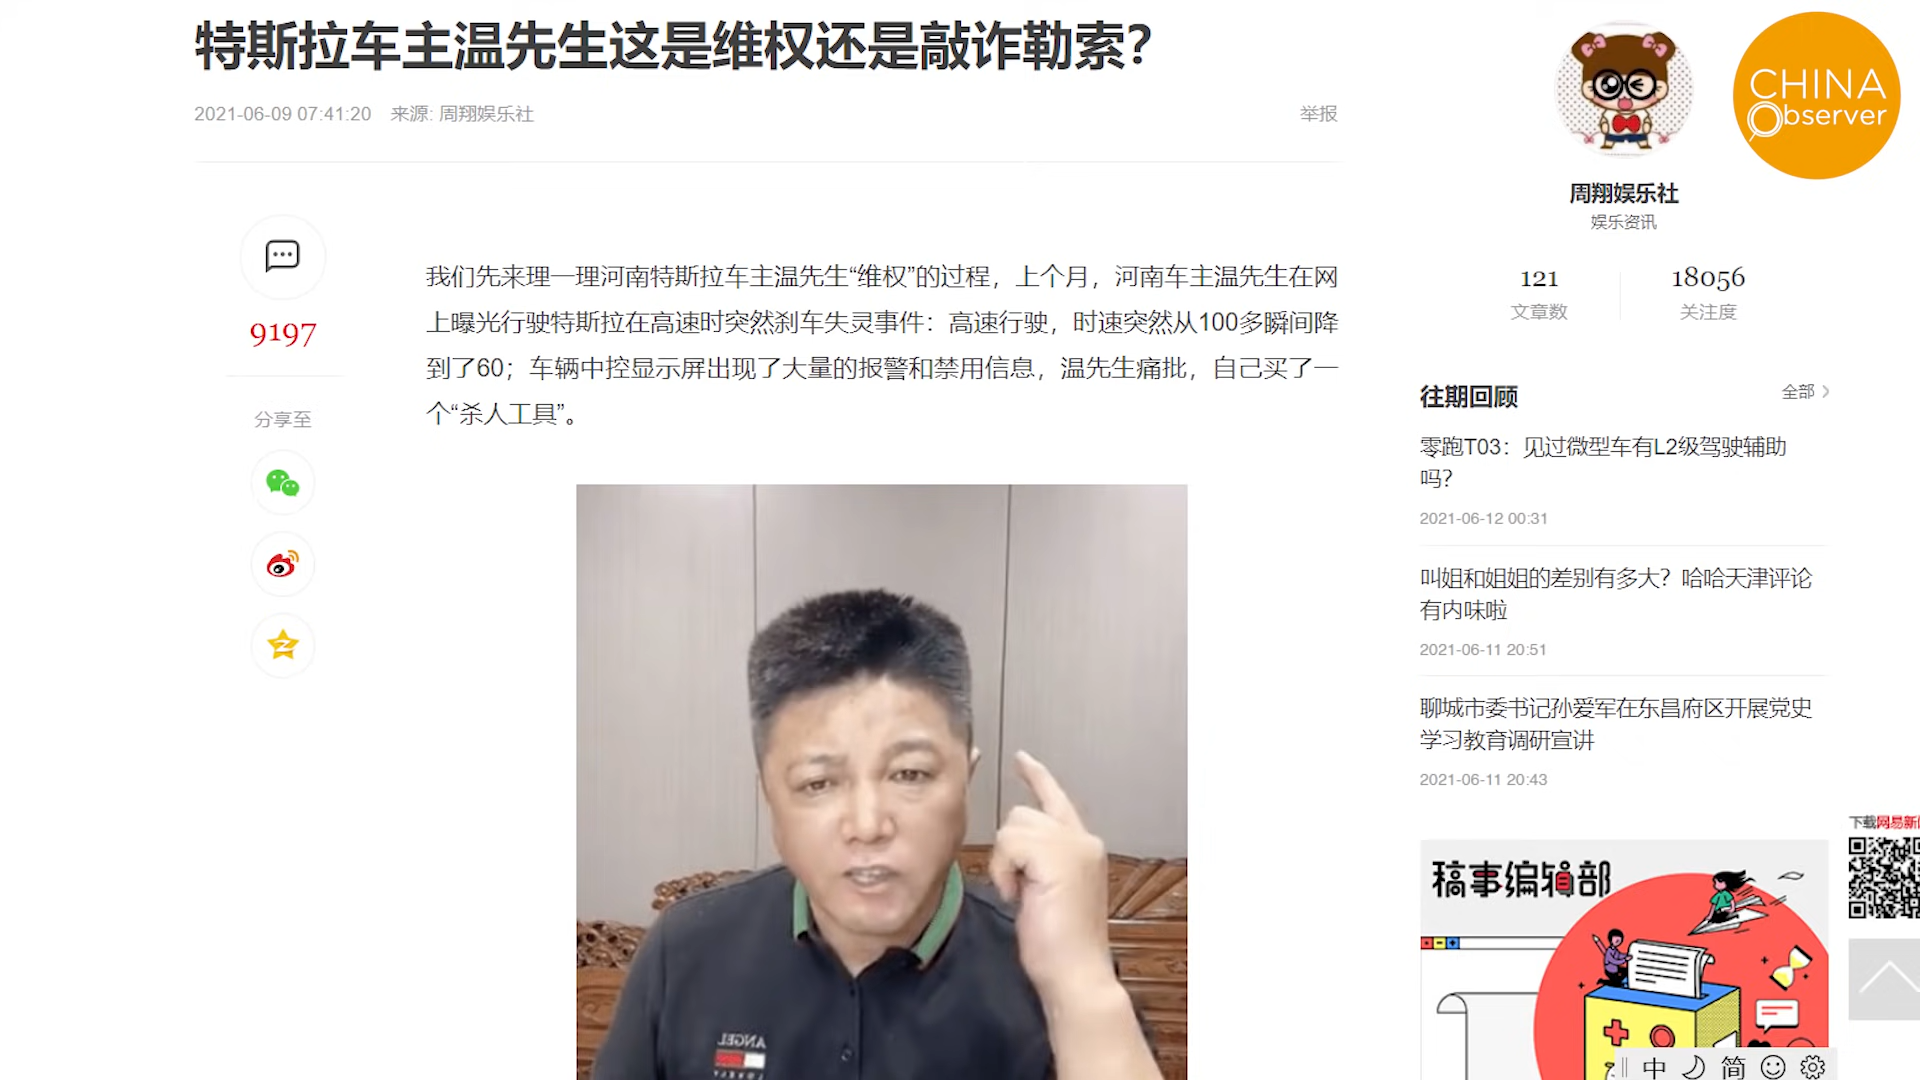 特斯拉车主温先生这是维权还是敲诈勒索?
2021-06-09 07:41:20 来源: 周翔娱乐社
举报
9197
分享至
我们先来理一理河南特斯拉车主温先生“维权”的过程，上个月，河南车主温先生在网
上曝光行驶特斯拉在高速时突然刹车失灵事件：高速行驶，时速突然从100多瞬间降
到了60；车辆中控显示屏出现了大量的报警和禁用信息，温先生痛批，自己买了一
个“杀人工具”。
ANGEL
LOVELY
CHINA
Observer
周翔娱乐社
娱乐资讯
121
文章数
18056
关注度
往期回顾
全部
零跑T03：见过微型车有L2级驾驶辅助
吗?
2021-06-12 00:31
叫姐和姐姐的差别有多大？哈哈天津评论
有内味啦
2021-06-11 20:51
聊城市委书记孙爱军在东昌府区开展党史
学习教育调研宣讲
2021-06-11 20:43
下载网易新
稿事编辑部
中 简